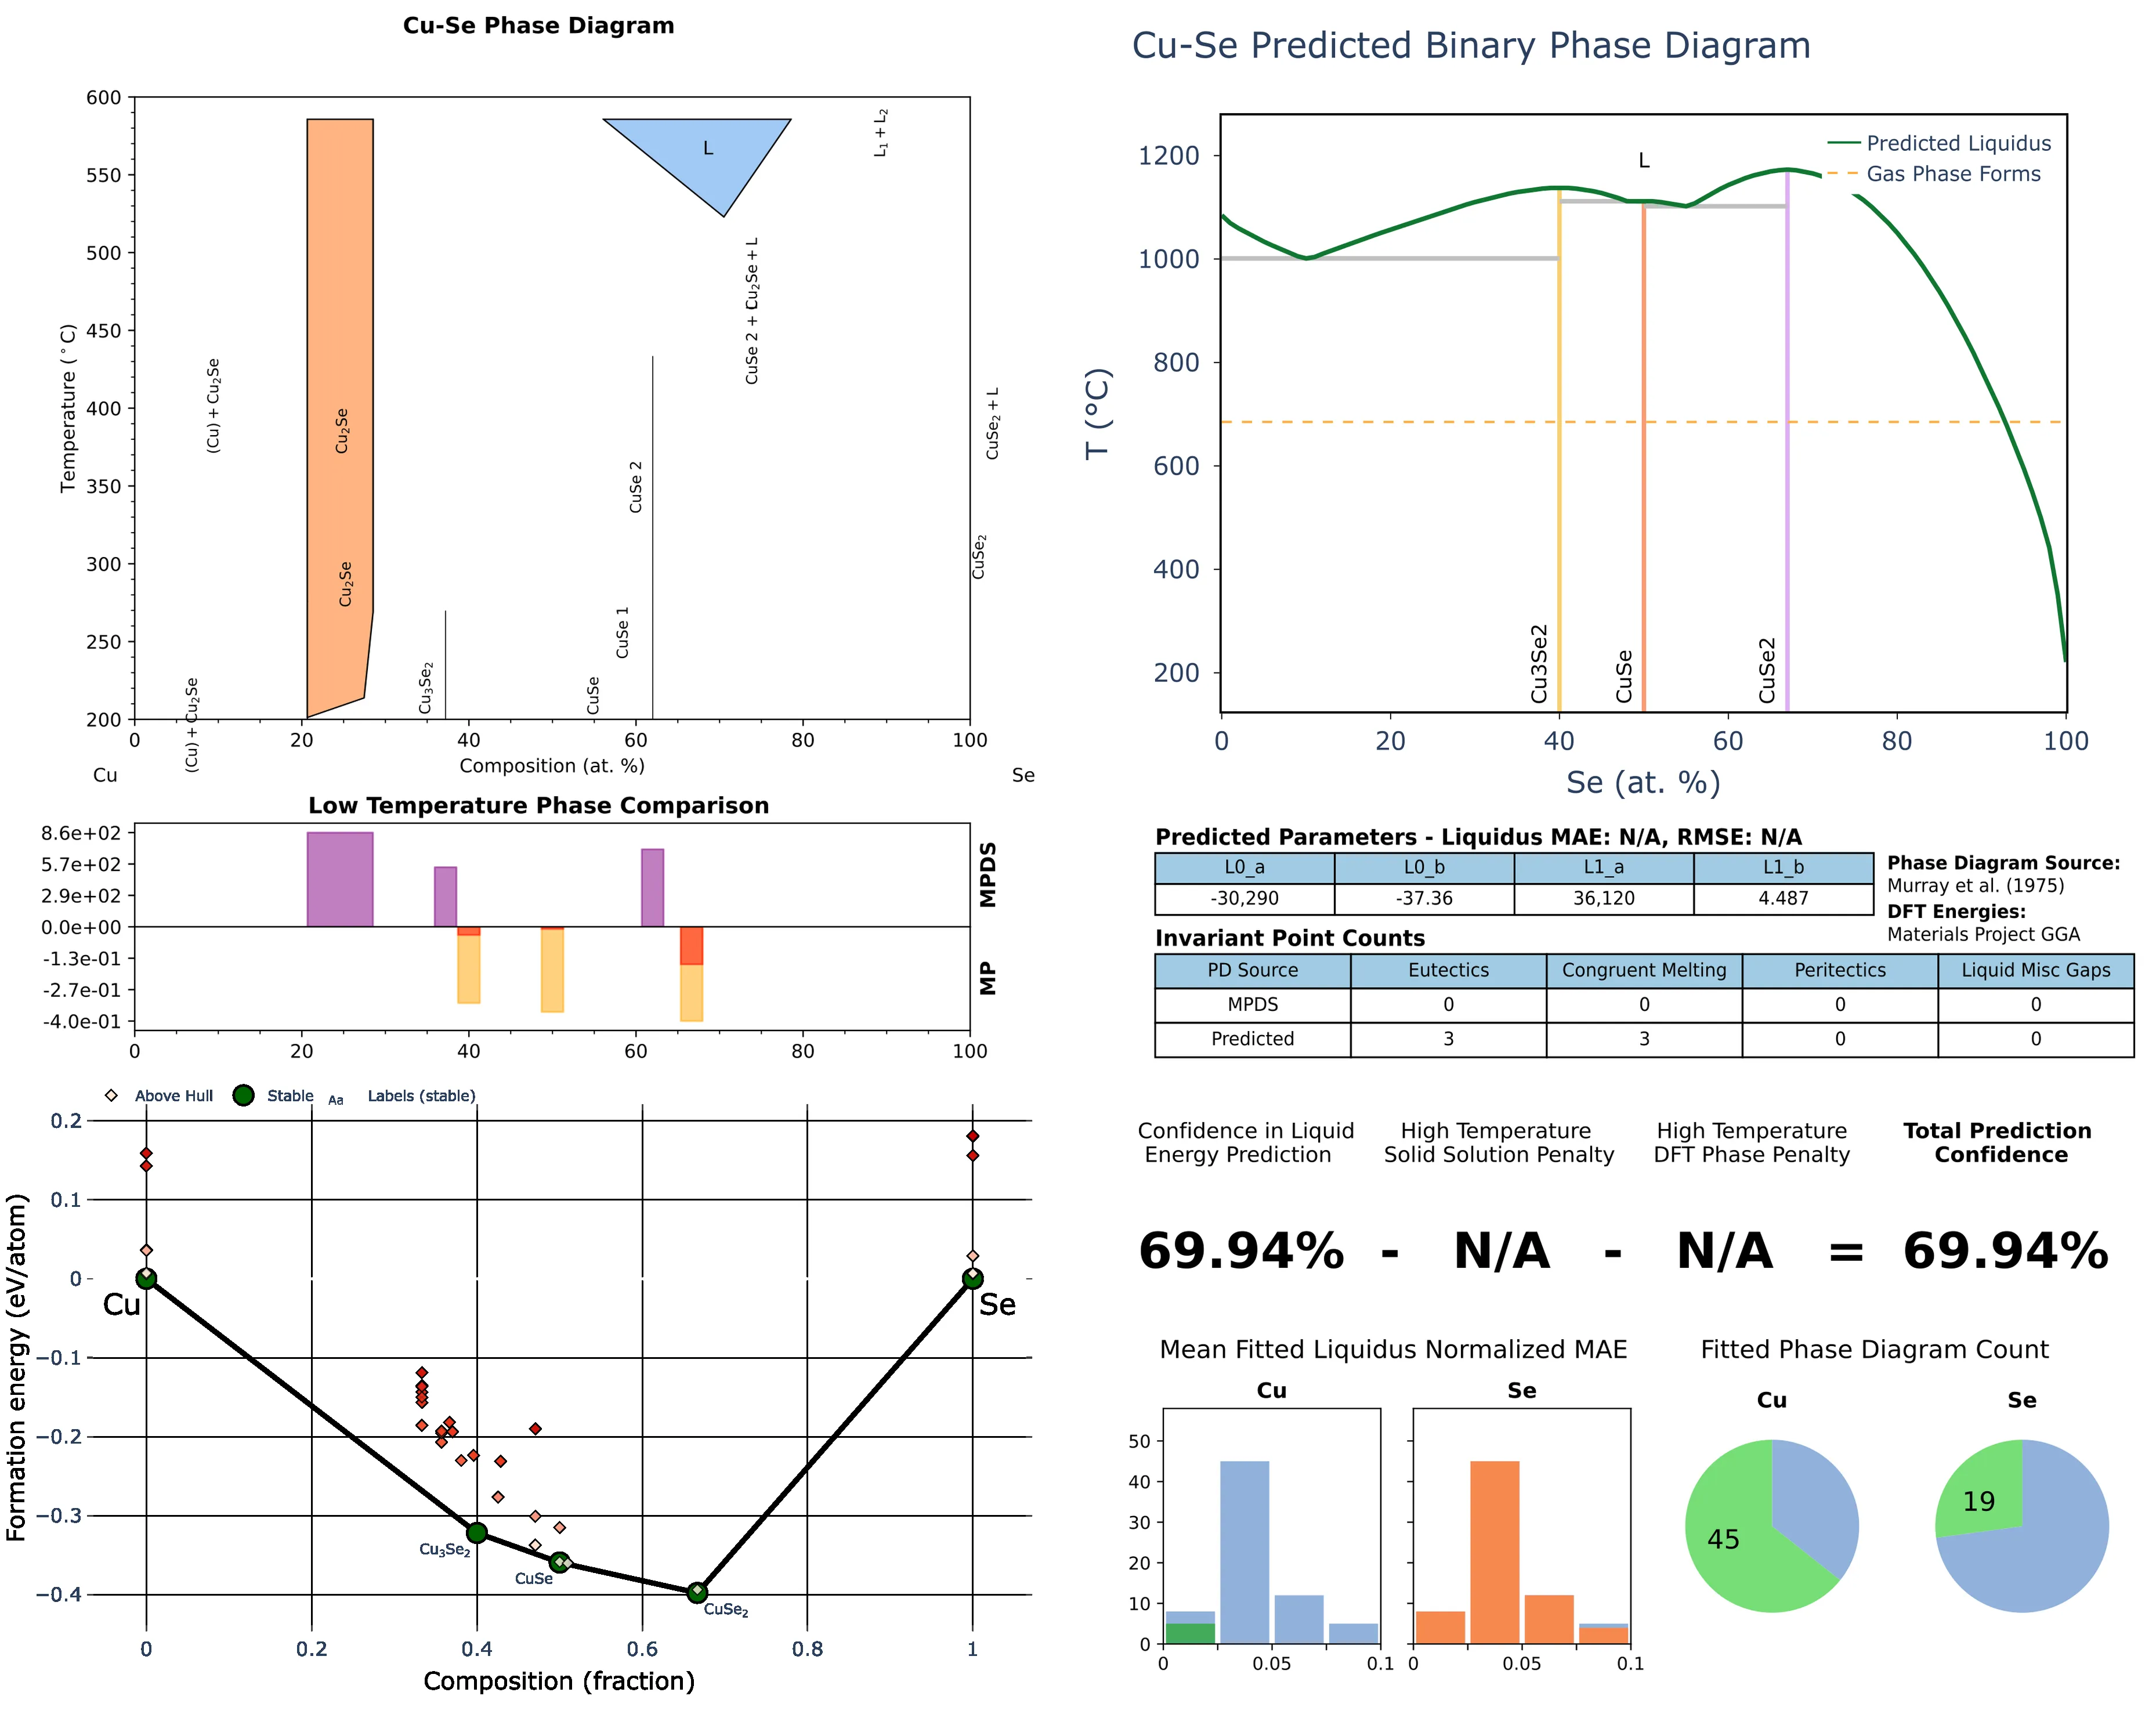 Cu-Se Phase Diagram
600
550
500
450
400
350
300
250
200
Temperature (°C)
0
20
40
60
80
100
Composition (at. %)
Cu
Se
(Cu) + Cu₂Se
(Cu) + Cu₂Se
Cu₂Se
Cu₂Se
Cu₃Se₂
CuSe
CuSe 1
CuSe 2
CuSe 2 + Cu₂Se + L
L
L₁ + L₂
CuSe₂ + L
CuSe₂
Low Temperature Phase Comparison
8.6e+02
5.7e+02
2.9e+02
0.0e+00
-1.3e-01
-2.7e-01
-4.0e-01
MPDS
MP
0
20
40
60
80
100
Above Hull
Stable
Aa
Labels (stable)
0.2
0.1
0
−0.1
−0.2
−0.3
−0.4
Formation energy (eV/atom)
Cu
Se
Cu₃Se₂
CuSe
CuSe₂
0
0.2
0.4
0.6
0.8
1
Composition (fraction)
Cu-Se Predicted Binary Phase Diagram
1200
1000
800
600
400
200
T (°C)
L
Predicted Liquidus
Gas Phase Forms
Cu3Se2
CuSe
CuSe2
0
20
40
60
80
100
Se (at. %)
Predicted Parameters - Liquidus MAE: N/A, RMSE: N/A
L0_a L0_b L1_a L1_b
-30,290 -37.36 36,120 4.487
Phase Diagram Source:
Murray et al. (1975)
DFT Energies:
Materials Project GGA
Invariant Point Counts
PD Source Eutectics Congruent Melting Peritectics Liquid Misc Gaps
MPDS 0 0 0 0
Predicted 3 3 0 0
Confidence in Liquid
Energy Prediction
High Temperature
Solid Solution Penalty
High Temperature
DFT Phase Penalty
Total Prediction
Confidence
69.94% - N/A - N/A = 69.94%
Mean Fitted Liquidus Normalized MAE
Cu
Se
50
40
30
20
10
0
0
0.05
0.1
0
0.05
0.1
Fitted Phase Diagram Count
Cu
Se
45
19